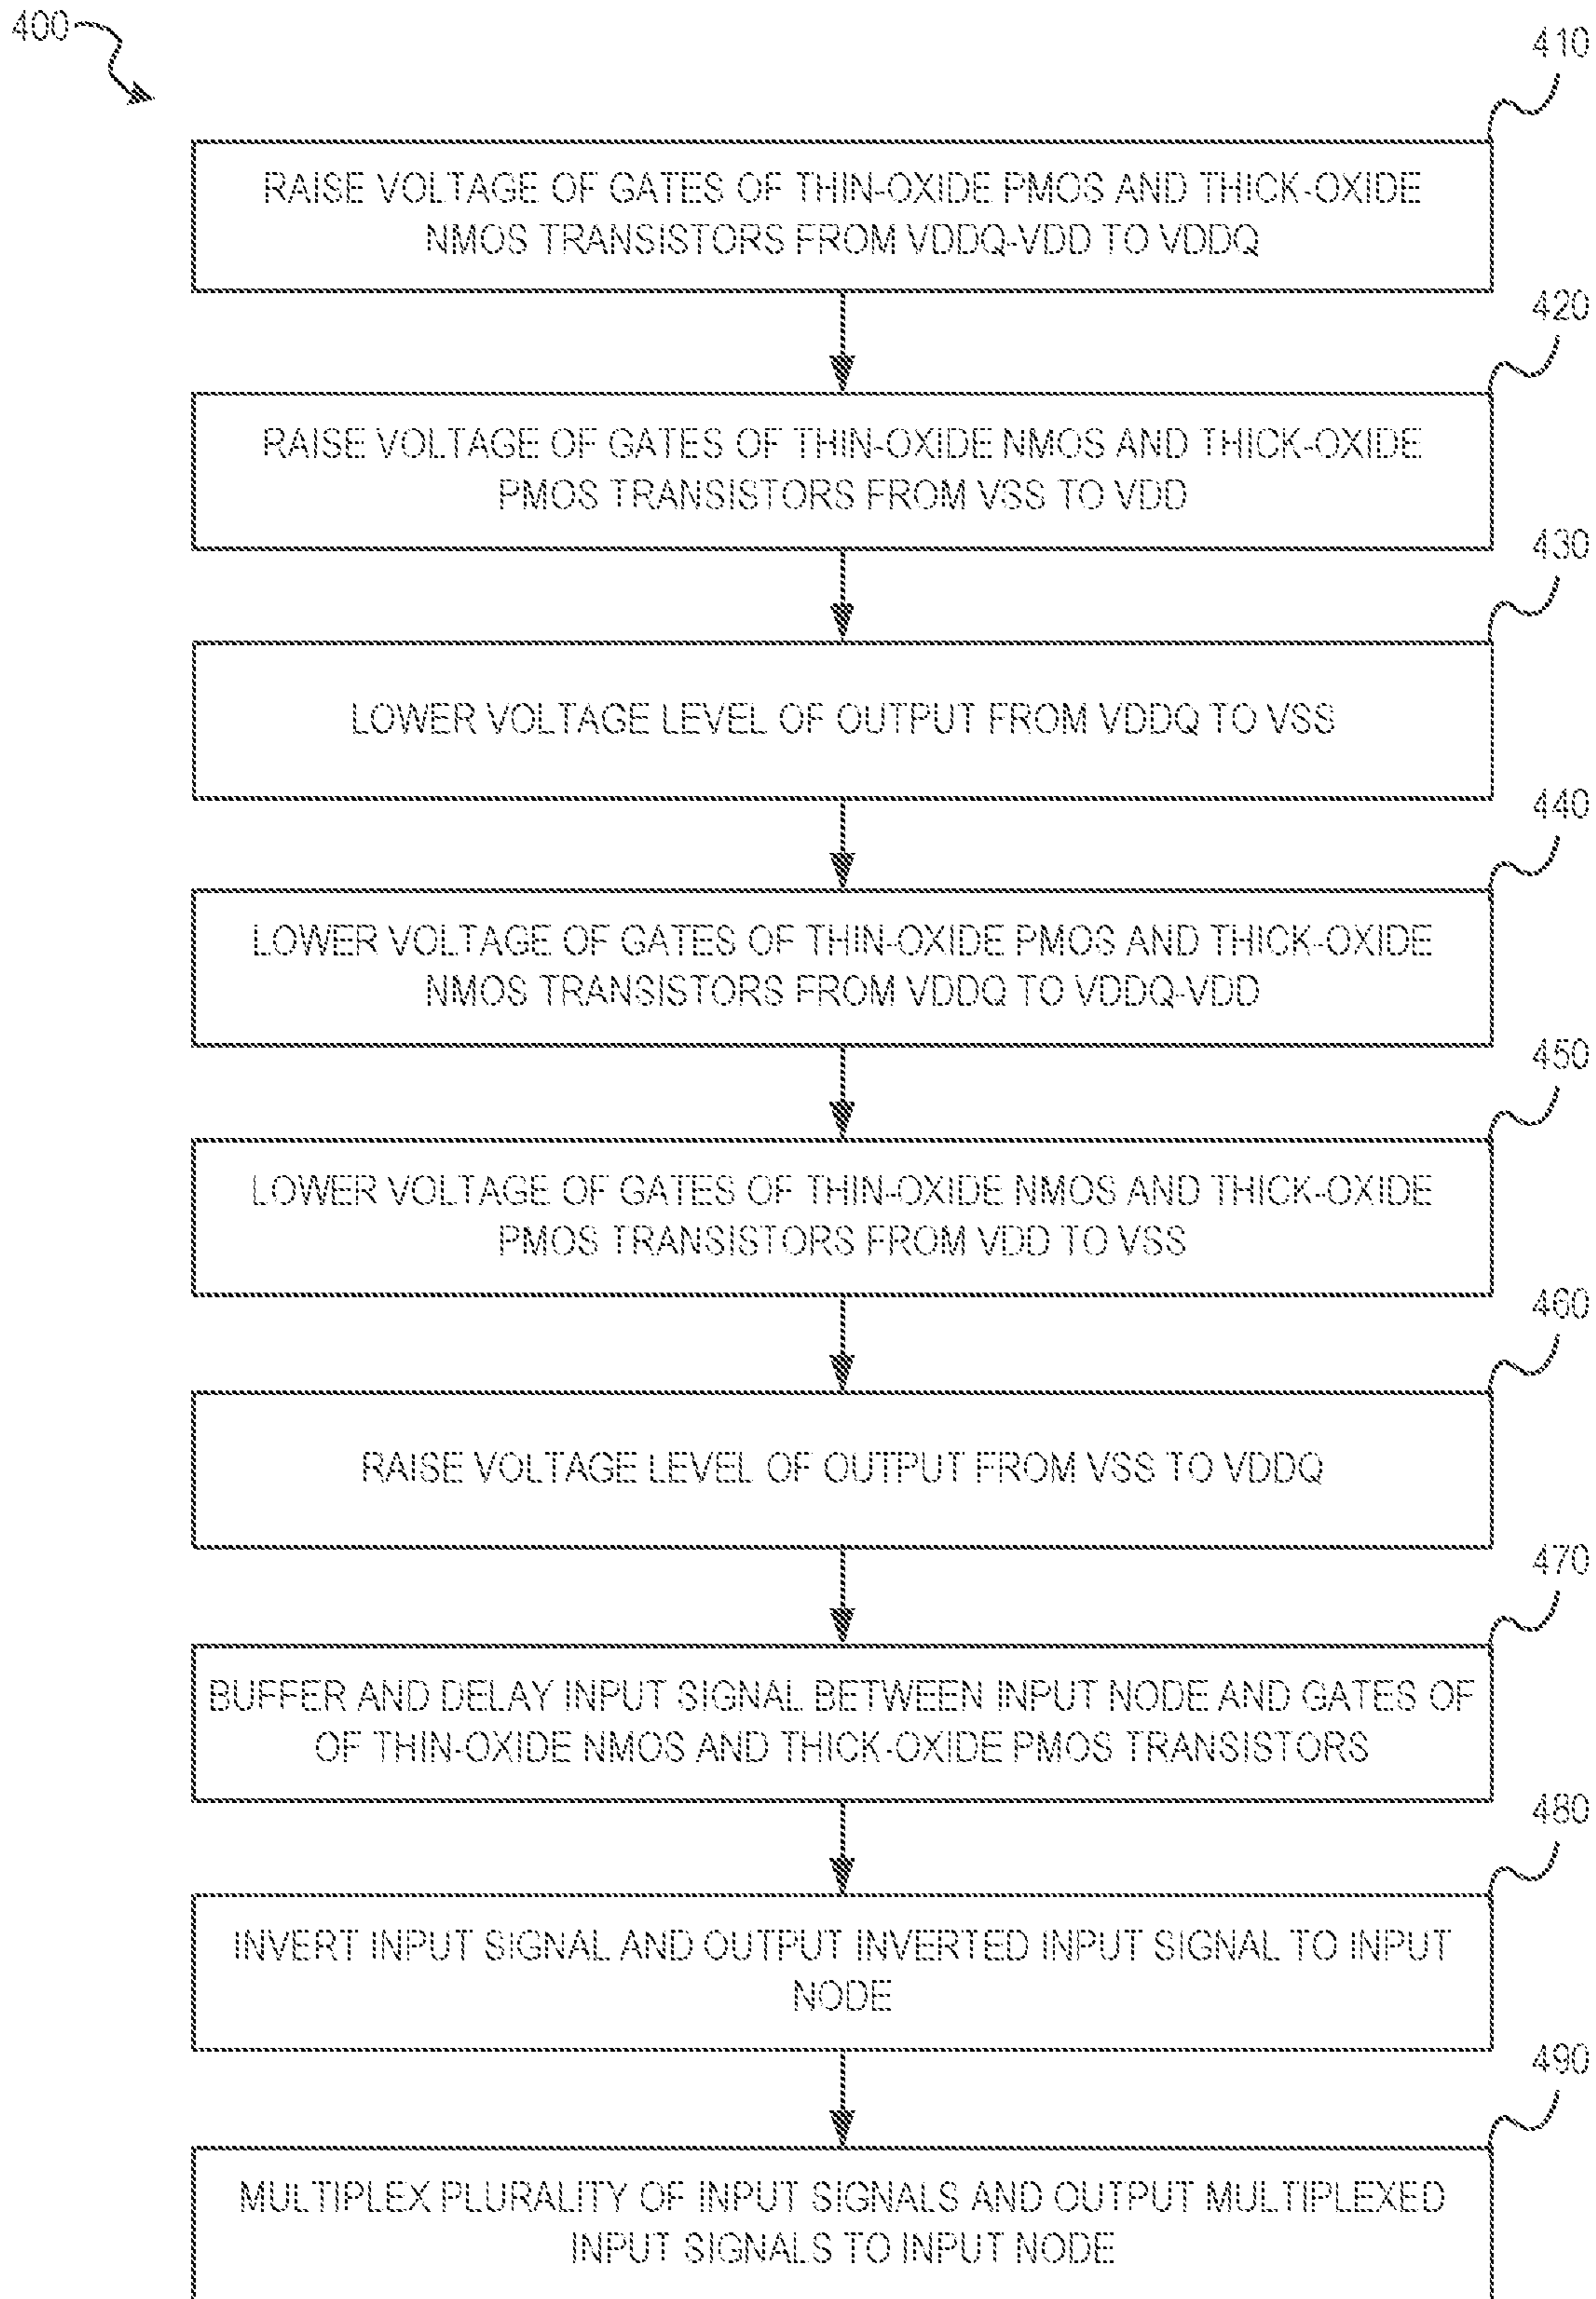 400
410
RAISE VOLTAGE OF GATES OF THIN-OXIDE PMOS AND THICK-OXIDE
NMOS TRANSISTORS FROM VDDQ-VDD TO VDDQ
420
RAISE VOLTAGE OF GATES OF THIN-OXIDE NMOS AND THICK-OXIDE
PMOS TRANSISTORS FROM VSS TO VDD
430
LOWER VOLTAGE LEVEL OF OUTPUT FROM VDDQ TO VSS
440
LOWER VOLTAGE OF GATES OF THIN-OXIDE PMOS AND THICK-OXIDE
NMOS TRANSISTORS FROM VDDQ TO VDDQ-VDD
450
LOWER VOLTAGE OF GATES OF THIN-OXIDE NMOS AND THICK-OXIDE
PMOS TRANSISTORS FROM VDD TO VSS
460
RAISE VOLTAGE LEVEL OF OUTPUT FROM VSS TO VDDQ
470
BUFFER AND DELAY INPUT SIGNAL BETWEEN INPUT NODE AND GATES OF
OF THIN-OXIDE NMOS AND THICK-OXIDE PMOS TRANSISTORS
480
INVERT INPUT SIGNAL AND OUTPUT INVERTED INPUT SIGNAL TO INPUT
NODE
490
MULTIPLEX PLURALITY OF INPUT SIGNALS AND OUTPUT MULTIPLEXED
INPUT SIGNALS TO INPUT NODE